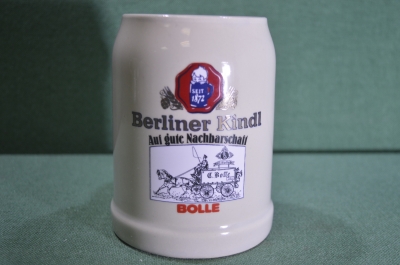 SEIT
1872
Berliner Kindl
Auf gute Nachbarschaft
C. Bolle
BOLLE